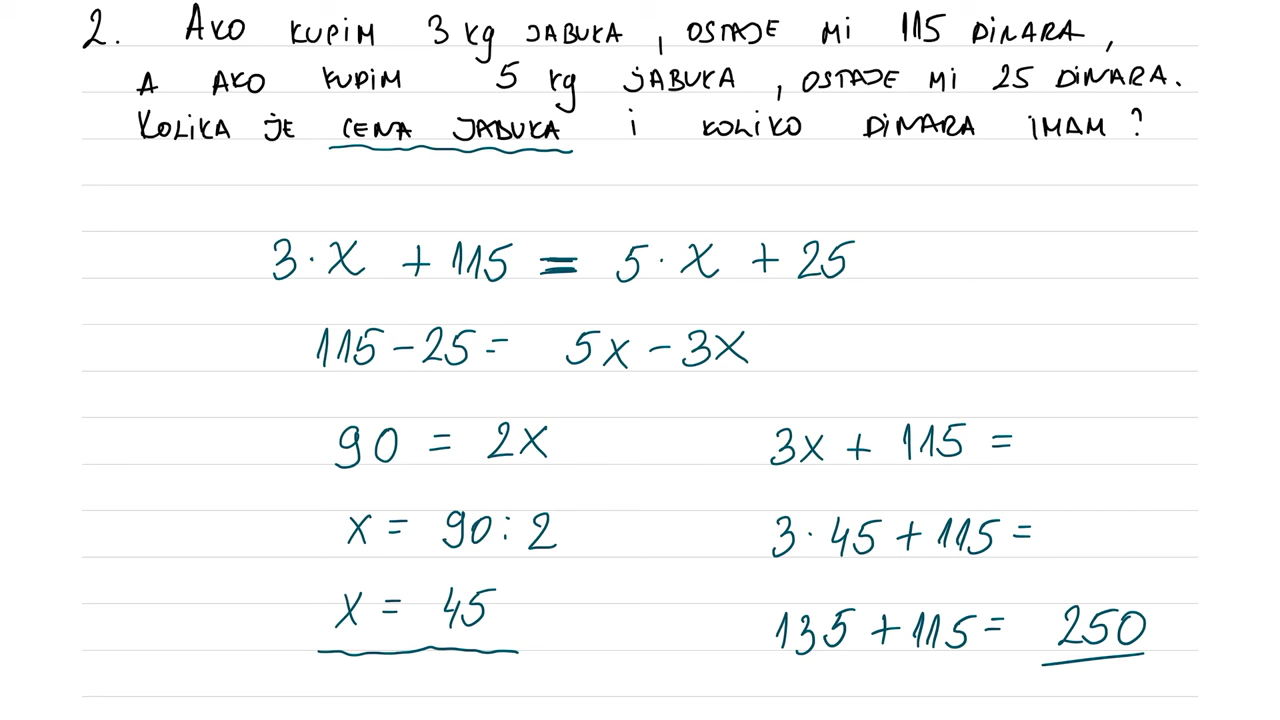 2. AKO KUPIM 3 kg JABUKA, OSTAJE MI 115 DINARA,
A AKO KUPIM 5 kg JABUKA, OSTAJE MI 25 DINARA.
KOLIKA JE CENA JABUKA I KOLIKO DINARA IMAM?
3·x + 115 = 5·x + 25
115 - 25 = 5x - 3x
90 = 2x
x = 90:2
x = 45
3x + 115 =
3·45 + 115 =
135 + 115 = 250